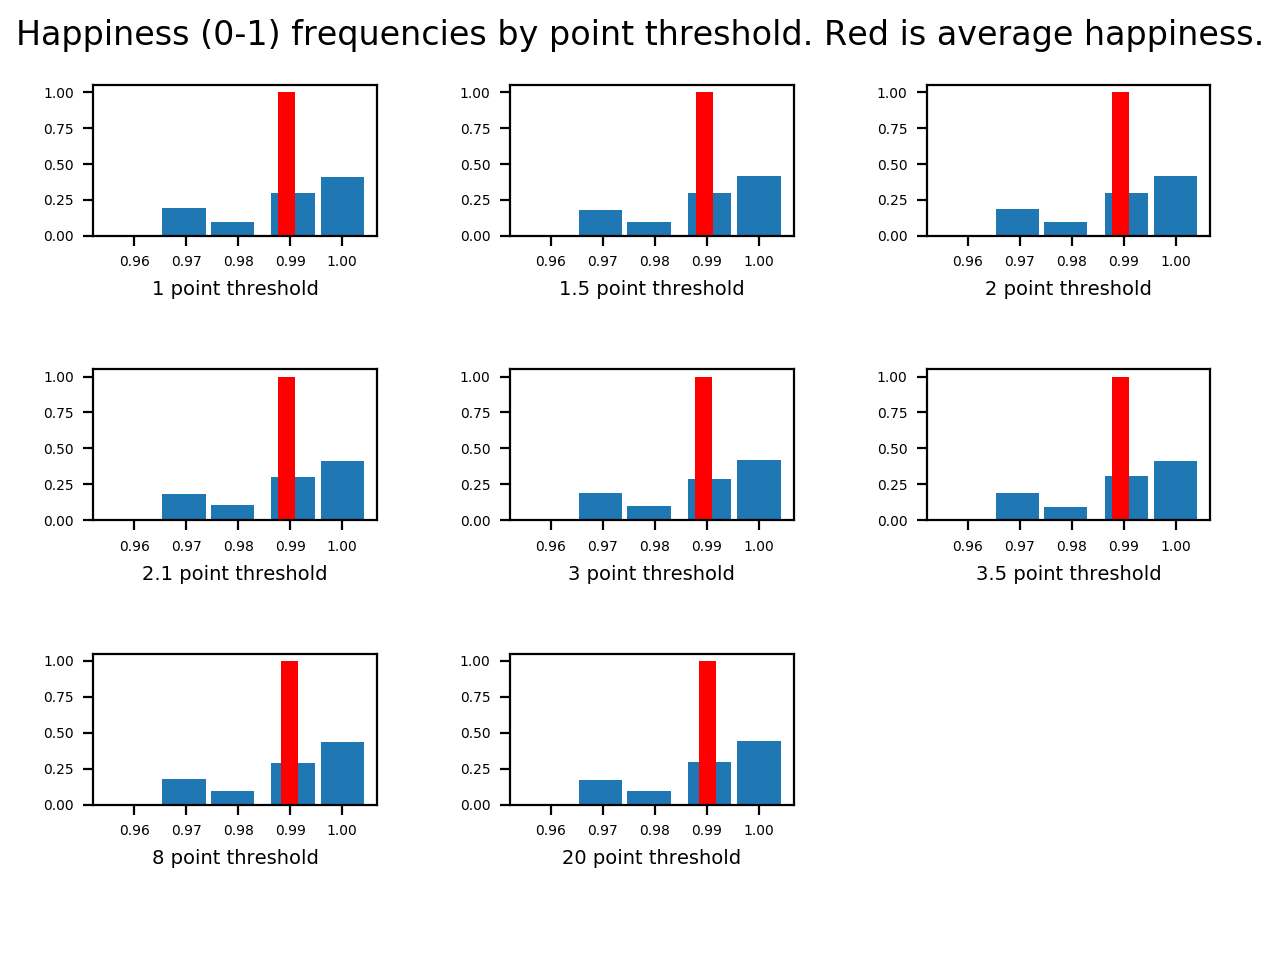 Happiness (0-1) frequencies by point threshold. Red is average happiness.
1.00 1.00 1.00
0.75 0.75 0.75
0.50 0.50 0.50
0.25 0.25 0.25
0.00 0.00 0.00
0.96 0.97 0.98 0.99 1.00 0.96 0.97 0.98 0.99 1.00 0.96 0.97 0.98 0.99 1.00
1 point threshold 1.5 point threshold 2 point threshold
1.00 1.00 1.00
0.75 0.75 0.75
0.50 0.50 0.50
0.25 0.25 0.25
0.00 0.00 0.00
0.96 0.97 0.98 0.99 1.00 0.96 0.97 0.98 0.99 1.00 0.96 0.97 0.98 0.99 1.00
2.1 point threshold 3 point threshold 3.5 point threshold
1.00 1.00
0.75 0.75
0.50 0.50
0.25 0.25
0.00 0.00
0.96 0.97 0.98 0.99 1.00 0.96 0.97 0.98 0.99 1.00
8 point threshold 20 point threshold